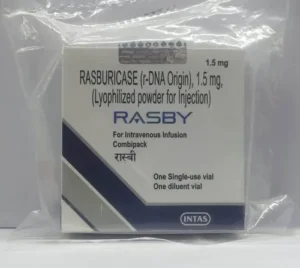 1.5 mg
RASBURICASE (r-DNA Origin), 1.5 mg,
(Lyophilized powder for Injection)
RASBY
For Intravenous Infusion
Combipack
रास्बी
One Single-use vial
One diluent vial
INTAS